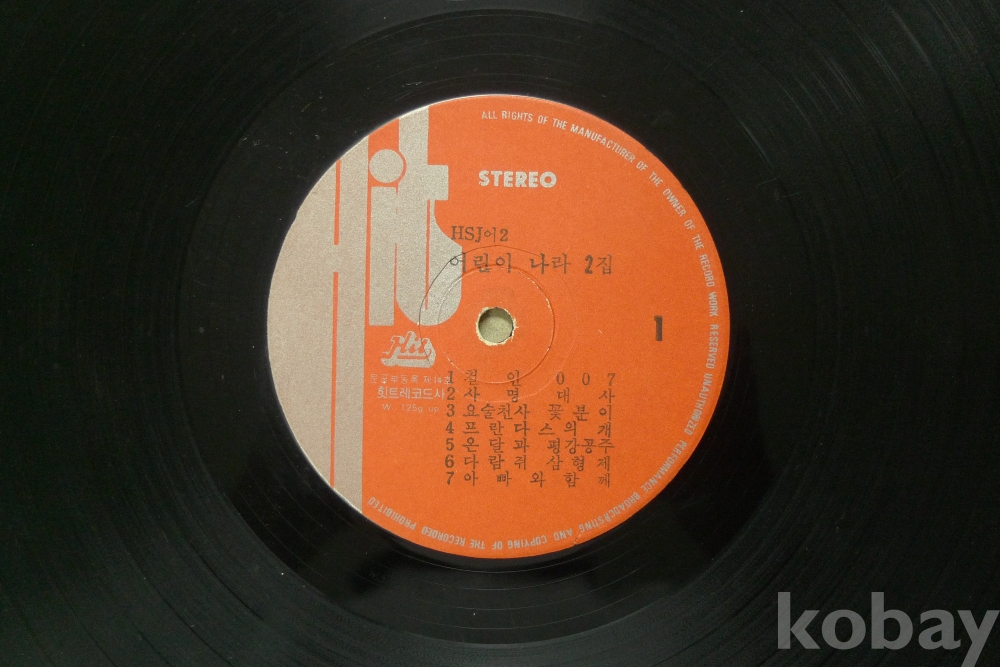 ALL RIGHTS OF THE MANUFACTURER OF THE OWNER OF THE RECORD WORK RESERVED UNAUTHORIZED PERFORMANCE BROADCASTING AND COPYING OF THE RECORDED PROHIBITED
Hit
STEREO
HSJ어2
어린이 나라 2집
1
Hit
힛트레코드사
1 철인 007
2 사명대사
3 요술천사 꽃분이
4 프란다스의 개
5 온달과 평강공주
6 다람쥐 삼형제
7 아빠와 함께
kobay